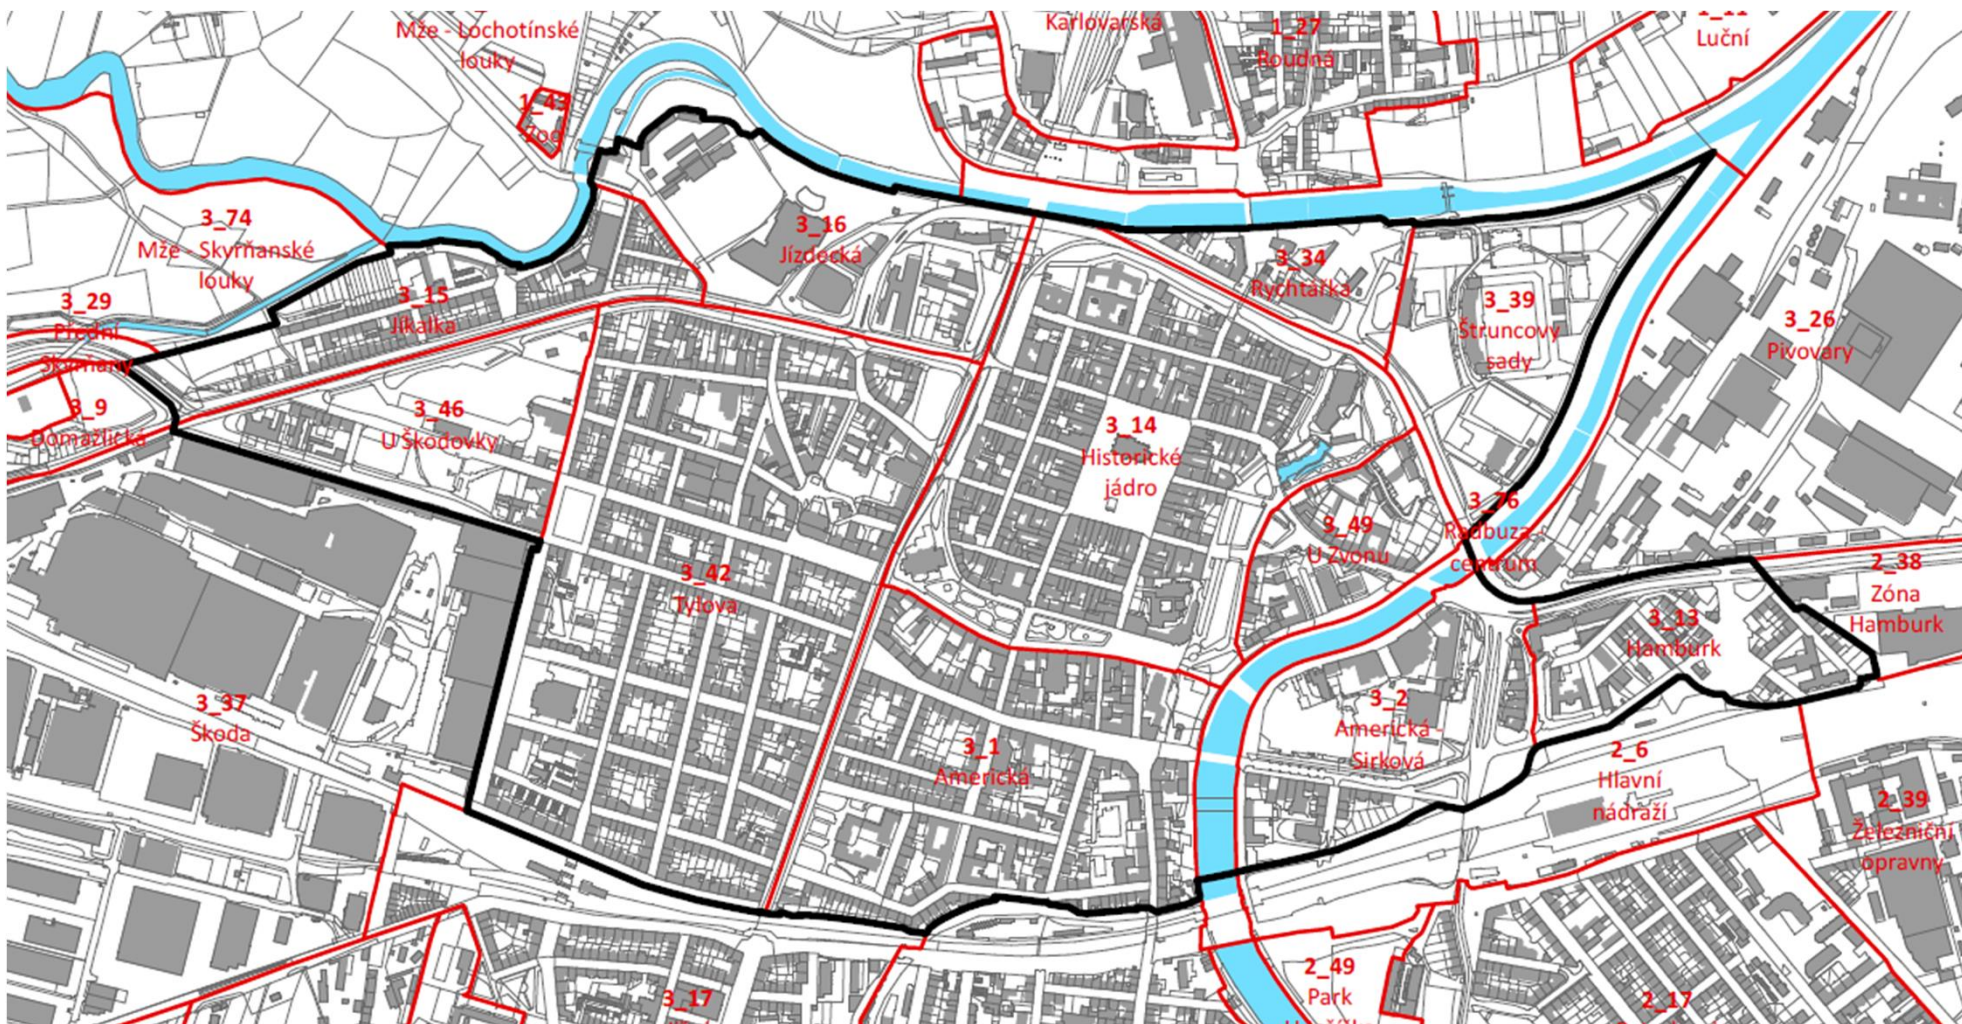 Mže - Lochotínské
louky
Karlovarská
1_27
Roudná
Luční
1_43
Zoo
3_74
Mže - Skvrňanské
louky
3_16
Jízdecká
3_34
Rychtářka
3_29
Přední
Skvrňany
3_15
Jíkalka
3_39
Štruncovy
sady
3_26
Pivovary
3_9
Domažlická
3_46
U Škodovky
3_14
Historické
jádro
3_76
Radbuza -
centrum
3_49
U Zvonu
3_42
Tylova
2_38
Zóna
Hamburk
3_13
Hamburk
3_37
Škoda
3_2
Americká -
Sirková
3_1
Americká
2_6
Hlavní
nádraží
2_39
Železniční
opravny
2_49
Park
3_17
2_17